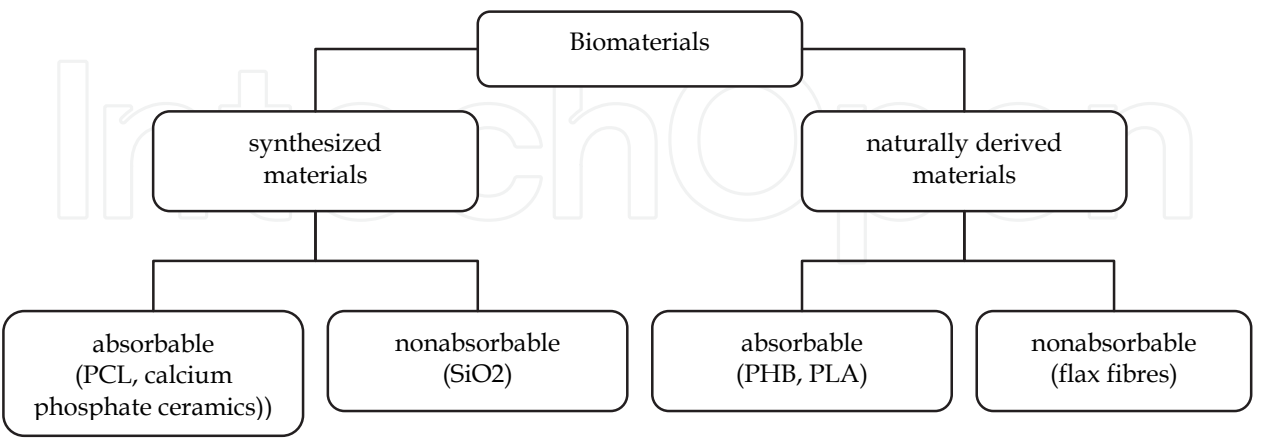 Biomaterials
synthesized
materials
naturally derived
materials
absorbable
(PCL, calcium
phosphate ceramics))
nonabsorbable
(SiO2)
absorbable
(PHB, PLA)
nonabsorbable
(flax fibres)
IntechOpen